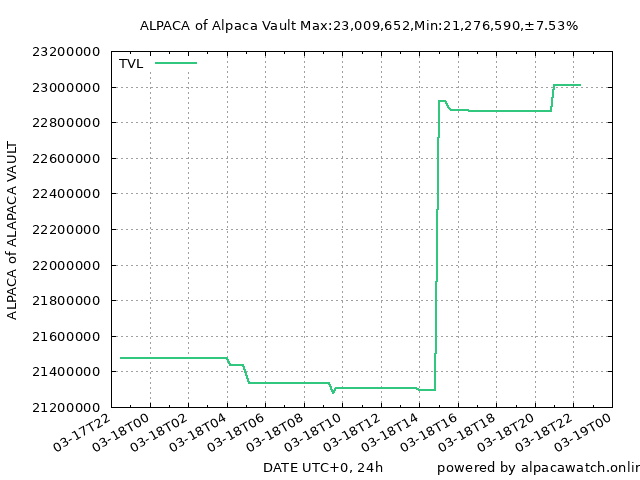 ALPACA of Alpaca Vault Max:23,009,652,Min:21,276,590,±7.53%
TVL
ALPACA of ALAPACA VAULT
23200000
23000000
22800000
22600000
22400000
22200000
22000000
21800000
21600000
21400000
21200000
03-17T22
03-18T00
03-18T02
03-18T04
03-18T06
03-18T08
03-18T10
03-18T12
03-18T14
03-18T16
03-18T18
03-18T20
03-18T22
03-19T00
DATE UTC+0, 24h
powered by alpacawatch.onlin